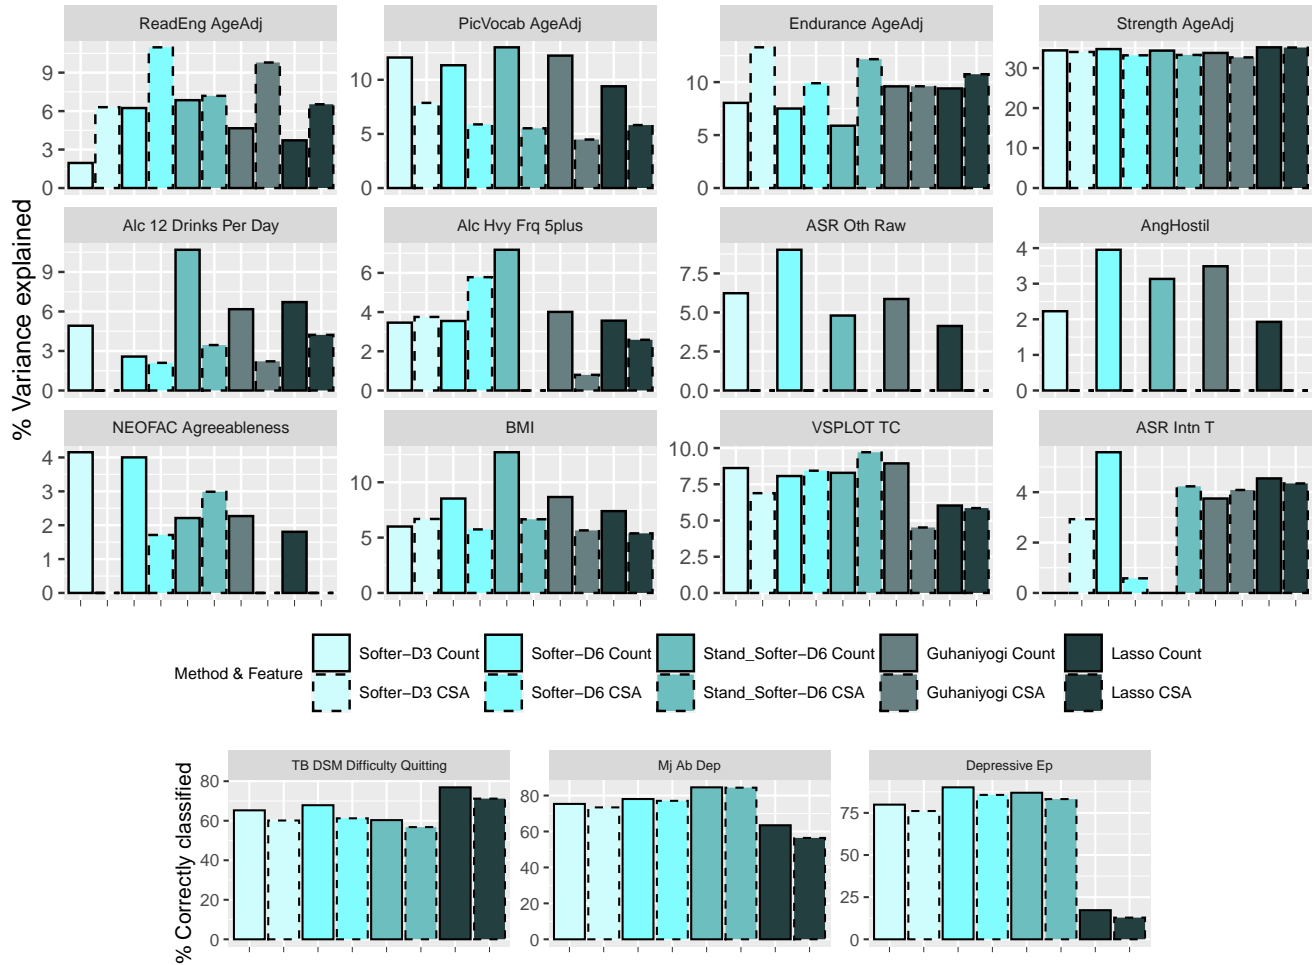 ReadEng AgeAdj
PicVocab AgeAdj
Endurance AgeAdj
Strength AgeAdj
0 3 6 9
0 5 10
0 5 10
0 10 20 30
% Variance explained
Alc 12 Drinks Per Day
Alc Hvy Frq 5plus
ASR Oth Raw
AngHostil
0 3 6 9
0 2 4 6
0.0 2.5 5.0 7.5
0 1 2 3 4
NEOFAC Agreeableness
BMI
VSPLOT TC
ASR Intn T
0 1 2 3 4
0 5 10
0.0 2.5 5.0 7.5 10.0
0 2 4
Method & Feature
Softer−D3 Count
Softer−D6 Count
Stand_Softer−D6 Count
Guhaniyogi Count
Lasso Count
Softer−D3 CSA
Softer−D6 CSA
Stand_Softer−D6 CSA
Guhaniyogi CSA
Lasso CSA
% Correctly classified
TB DSM Difficulty Quitting
Mj Ab Dep
Depressive Ep
0 20 40 60 80
0 20 40 60 80
0 25 50 75